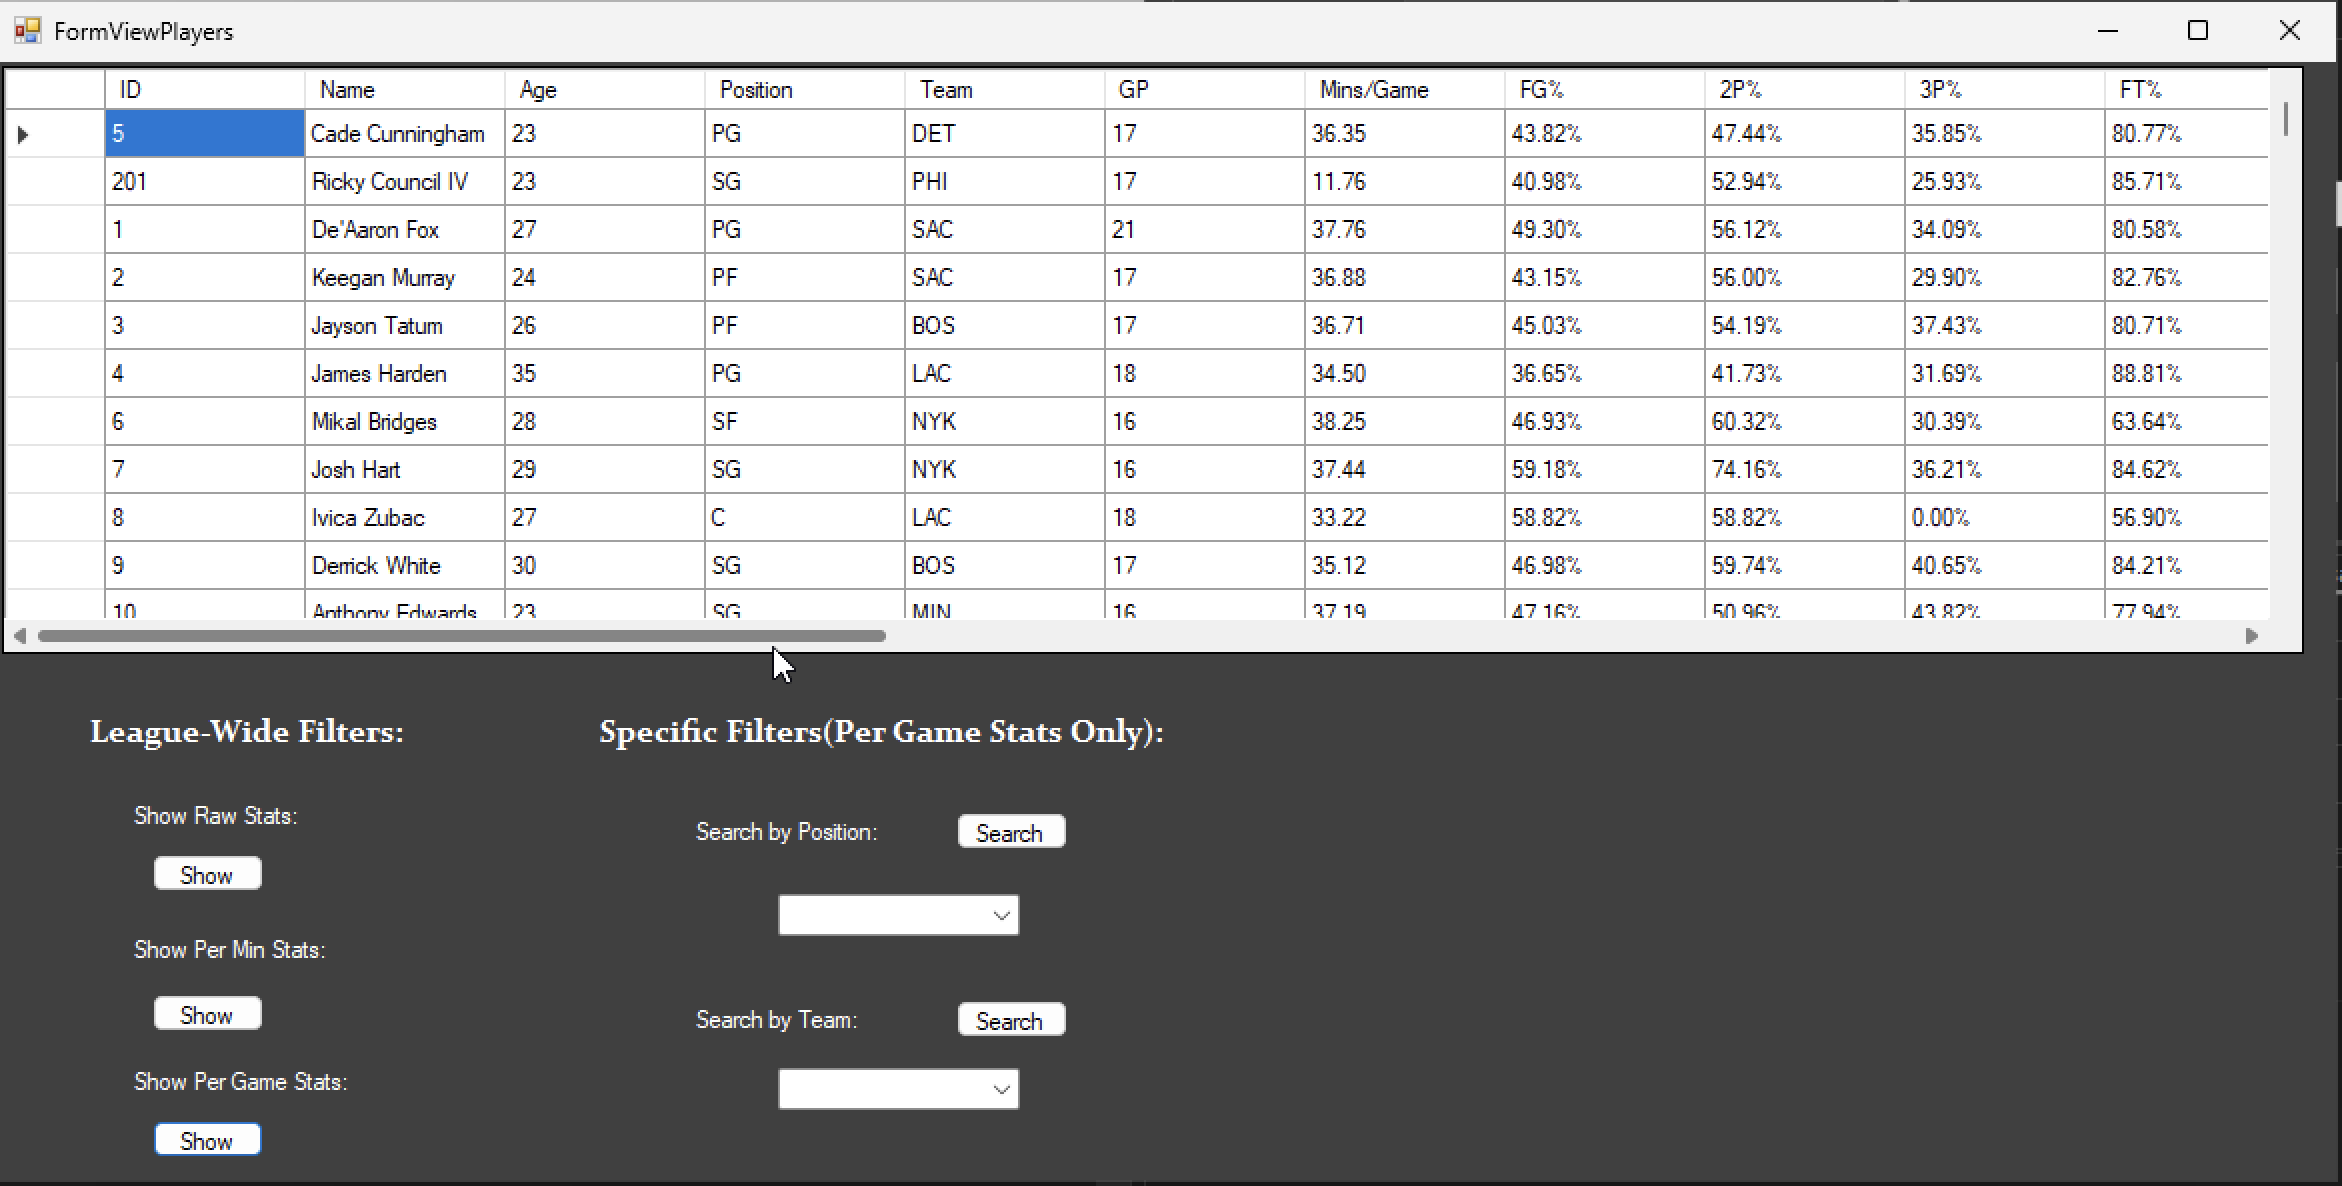 FormViewPlayers
ID Name Age Position Team GP Mins/Game FG% 2P% 3P% FT%
5 Cade Cunningham 23 PG DET 17 36.35 43.82% 47.44% 35.85% 80.77%
201 Ricky Council IV 23 SG PHI 17 11.76 40.98% 52.94% 25.93% 85.71%
1 De'Aaron Fox 27 PG SAC 21 37.76 49.30% 56.12% 34.09% 80.58%
2 Keegan Murray 24 PF SAC 17 36.88 43.15% 56.00% 29.90% 82.76%
3 Jayson Tatum 26 PF BOS 17 36.71 45.03% 54.19% 37.43% 80.71%
4 James Harden 35 PG LAC 18 34.50 36.65% 41.73% 31.69% 88.81%
6 Mikal Bridges 28 SF NYK 16 38.25 46.93% 60.32% 30.39% 63.64%
7 Josh Hart 29 SG NYK 16 37.44 59.18% 74.16% 36.21% 84.62%
8 Ivica Zubac 27 C LAC 18 33.22 58.82% 58.82% 0.00% 56.90%
9 Derrick White 30 SG BOS 17 35.12 46.98% 59.74% 40.65% 84.21%
10 Anthony Edwards 23 SG MIN 16 37.19 47.16% 50.96% 43.82% 77.94%
League-Wide Filters:
Specific Filters(Per Game Stats Only):
Show Raw Stats:
Show
Show Per Min Stats:
Show
Show Per Game Stats:
Show
Search by Position:
Search
Search by Team:
Search